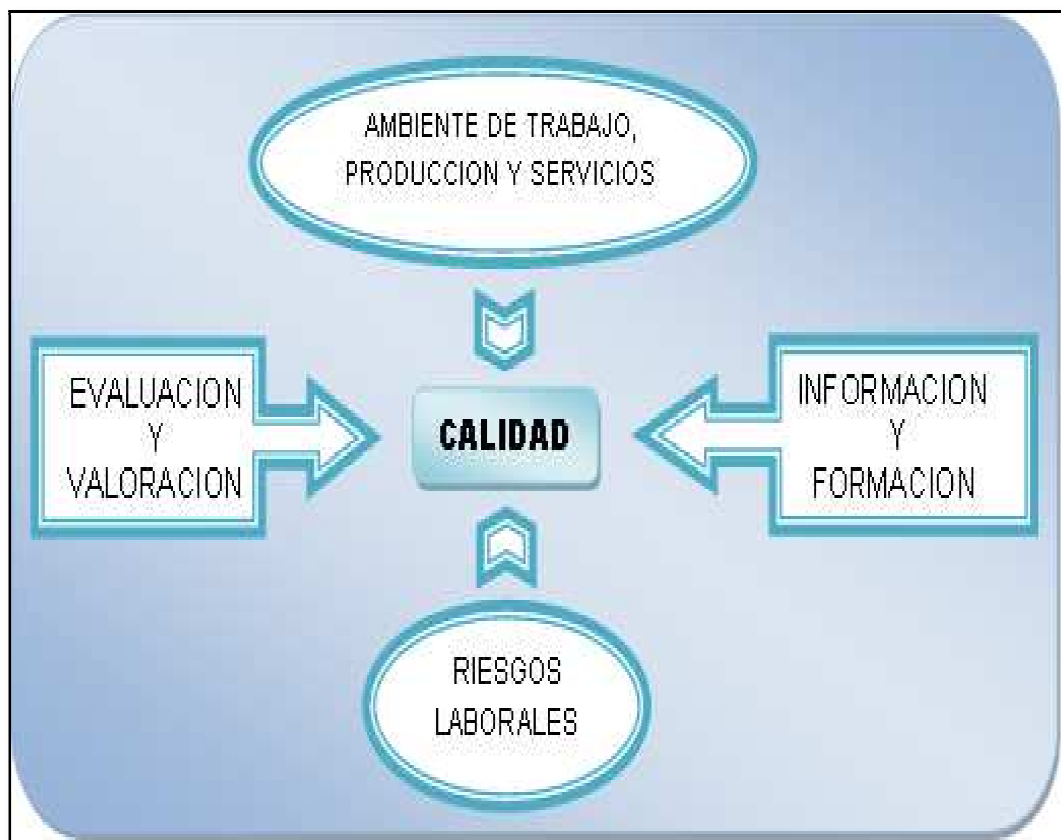 AMBIENTE DE TRABAJO,
PRODUCCION Y SERVICIOS
EVALUACION
Y
VALORACION
CALIDAD
INFORMACION
Y
FORMACION
RIESGOS
LABORALES